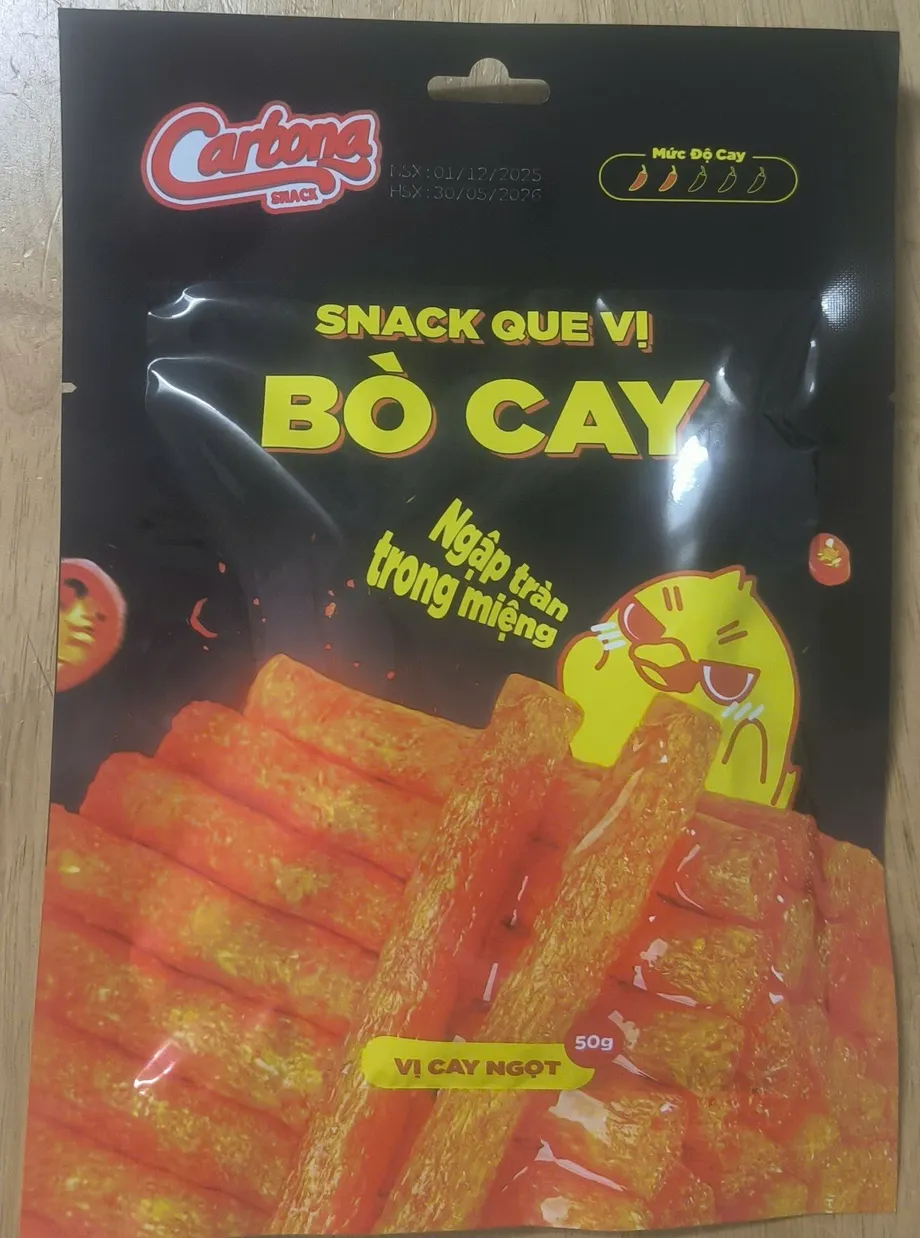 Cartona
SNACK
NSX:01/12/2025
HSX:30/05/2026
Mức Độ Cay
SNACK QUE VỊ
BÒ CAY
Ngập tràn
trong miệng
50g
VỊ CAY NGỌT